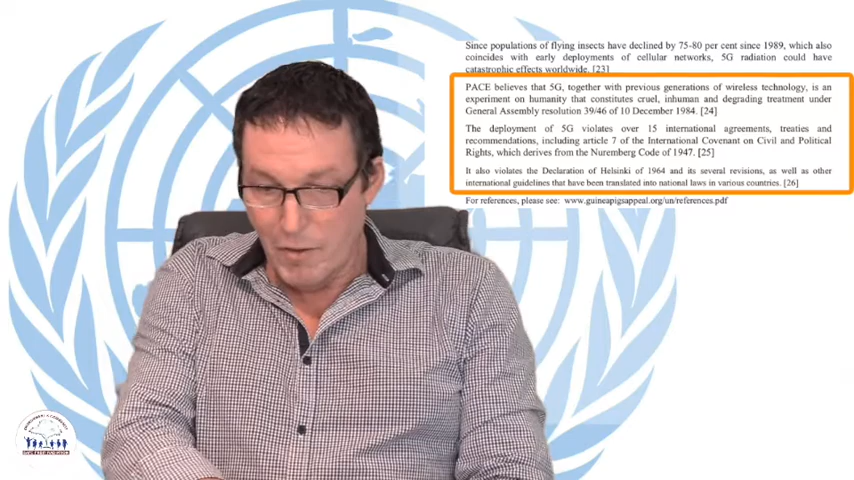 Since populations of flying insects have declined by 75-80 per cent since 1989, which also
coincides with early deployments of cellular networks, 5G radiation could have
catastrophic effects worldwide. [23]
PACE believes that 5G, together with previous generations of wireless technology, is an
experiment on humanity that constitutes cruel, inhuman and degrading treatment under
General Assembly resolution 39/46 of 10 December 1984. [24]
The deployment of 5G violates over 15 international agreements, treaties and
recommendations, including article 7 of the International Covenant on Civil and Political
Rights, which derives from the Nuremberg Code of 1947. [25]
It also violates the Declaration of Helsinki of 1964 and its several revisions, as well as other
international guidelines that have been translated into national laws in various countries. [26]
For references, please see: www.guineapigsappeal.org/un/references.pdf